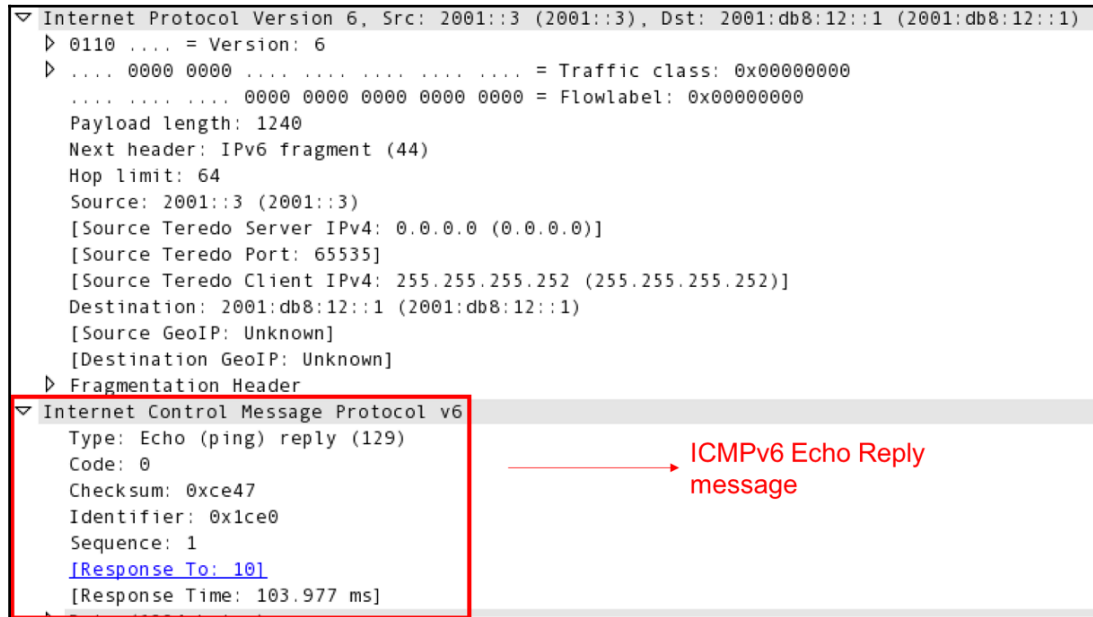 Internet Protocol Version 6, Src: 2001::3 (2001::3), Dst: 2001:db8:12::1 (2001:db8:12::1)
0110 .... = Version: 6
.... 0000 0000 .... .... .... .... .... = Traffic class: 0x00000000
.... .... .... 0000 0000 0000 0000 0000 = Flowlabel: 0x00000000
Payload length: 1240
Next header: IPv6 fragment (44)
Hop limit: 64
Source: 2001::3 (2001::3)
[Source Teredo Server IPv4: 0.0.0.0 (0.0.0.0)]
[Source Teredo Port: 65535]
[Source Teredo Client IPv4: 255.255.255.252 (255.255.255.252)]
Destination: 2001:db8:12::1 (2001:db8:12::1)
[Source GeoIP: Unknown]
[Destination GeoIP: Unknown]
Fragmentation Header
Internet Control Message Protocol v6
Type: Echo (ping) reply (129)
Code: 0
Checksum: 0xce47
Identifier: 0x1ce0
Sequence: 1
[Response To: 10]
[Response Time: 103.977 ms]
ICMPv6 Echo Reply
message